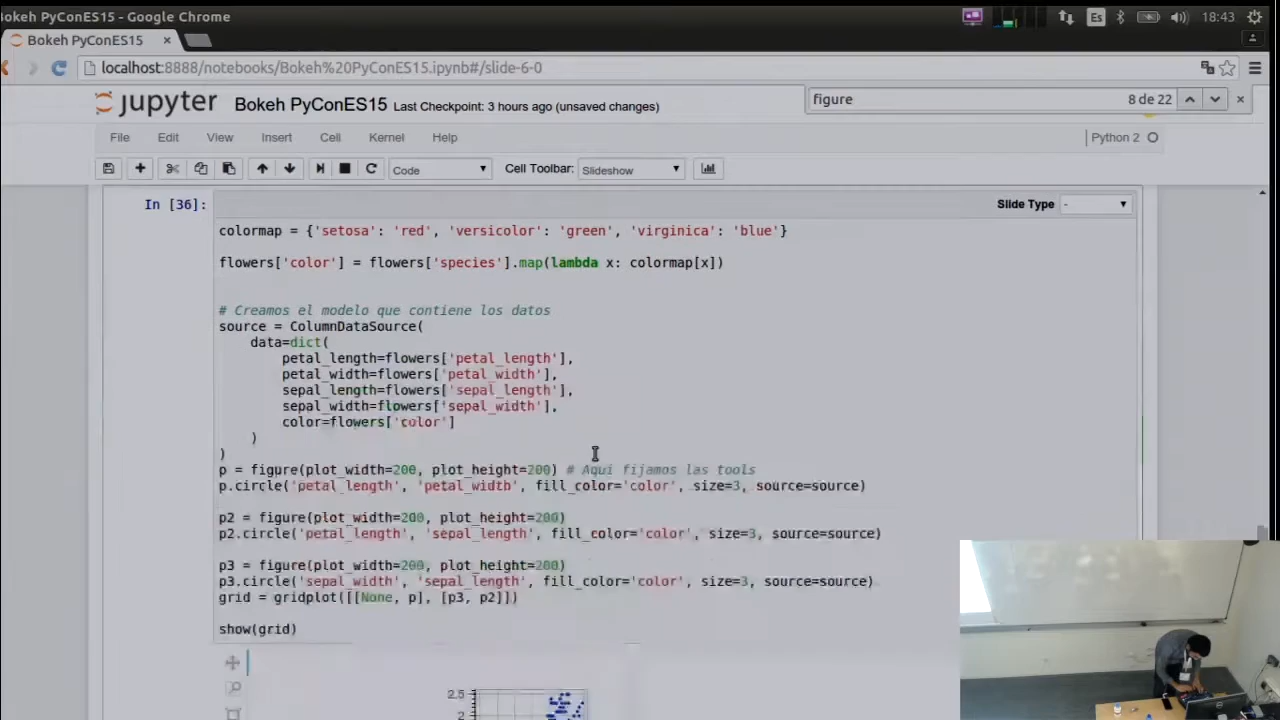 Bokeh PyConES15 - Google Chrome
Es
18:43
Bokeh PyConES15 ×
localhost:8888/notebooks/Bokeh%20PyConES15.ipynb#/slide-6-0
jupyter Bokeh PyConES15 Last Checkpoint: 3 hours ago (unsaved changes)
figure 8 de 22
File Edit View Insert Cell Kernel Help
Python 2
Code Cell Toolbar: Slideshow
In [36]:
Slide Type -
colormap = {'setosa': 'red', 'versicolor': 'green', 'virginica': 'blue'}
flowers['color'] = flowers['species'].map(lambda x: colormap[x])
# Creamos el modelo que contiene los datos
source = ColumnDataSource(
data=dict(
petal_length=flowers['petal_length'],
petal_width=flowers['petal_width'],
sepal_length=flowers['sepal_length'],
sepal_width=flowers['sepal_width'],
color=flowers['color']
)
)
p = figure(plot_width=200, plot_height=200) # Aqui fijamos las tools
p.circle('petal_length', 'petal_width', fill_color='color', size=3, source=source)
p2 = figure(plot_width=200, plot_height=200)
p2.circle('petal_length', 'sepal_length', fill_color='color', size=3, source=source)
p3 = figure(plot_width=200, plot_height=200)
p3.circle('sepal_width', 'sepal_length', fill_color='color', size=3, source=source)
grid = gridplot([[None, p], [p3, p2]])
show(grid)
2.5
2